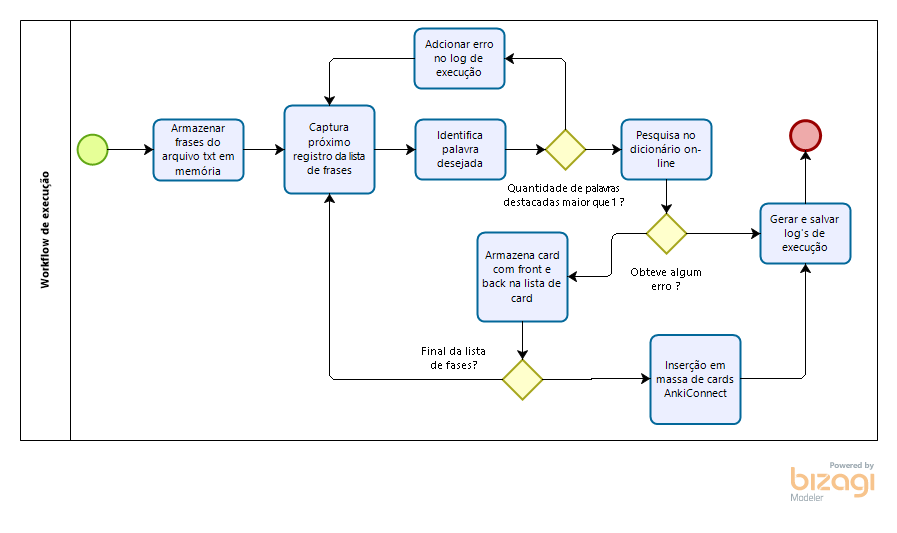 Workflow de execução
Adcionar erro
no log de
execução
Armazenar
frases do
arquivo txt em
memória
Captura
próximo
registro da lista
de frases
Identifica
palavra
desejada
Pesquisa no
dicionário on-
line
Quantidade de palavras
destacadas maior que 1 ?
Gerar e salvar
log's de
execução
Armazena card
com front e
back na lista de
card
Obteve algum
erro ?
Final da lista
de fases?
Inserção em
massa de cards
AnkiConnect
Powered by
bizagi
Modeler